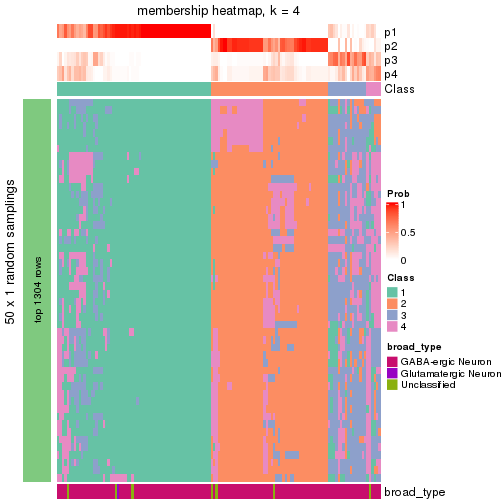 membership heatmap, k = 4
p1
p2
p3
p4
Class
50 x 1 random samplings
top 1304 rows
Prob
1
0.5
0
Class
1
2
3
4
broad_type
GABA-ergic Neuron
Glutamatergic Neuron
Unclassified
broad_type